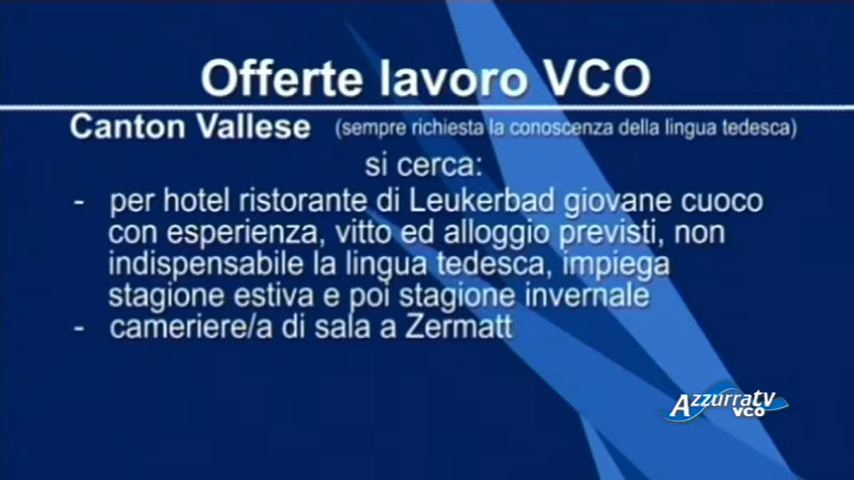 Offerte lavoro VCO
Canton Vallese (sempre richiesta la conoscenza della lingua tedesca)
si cerca:
- per hotel ristorante di Leukerbad giovane cuoco
con esperienza, vitto ed alloggio previsti, non
indispensabile la lingua tedesca, impiega
stagione estiva e poi stagione invernale
- cameriere/a di sala a Zermatt
Azzurratv
VCO